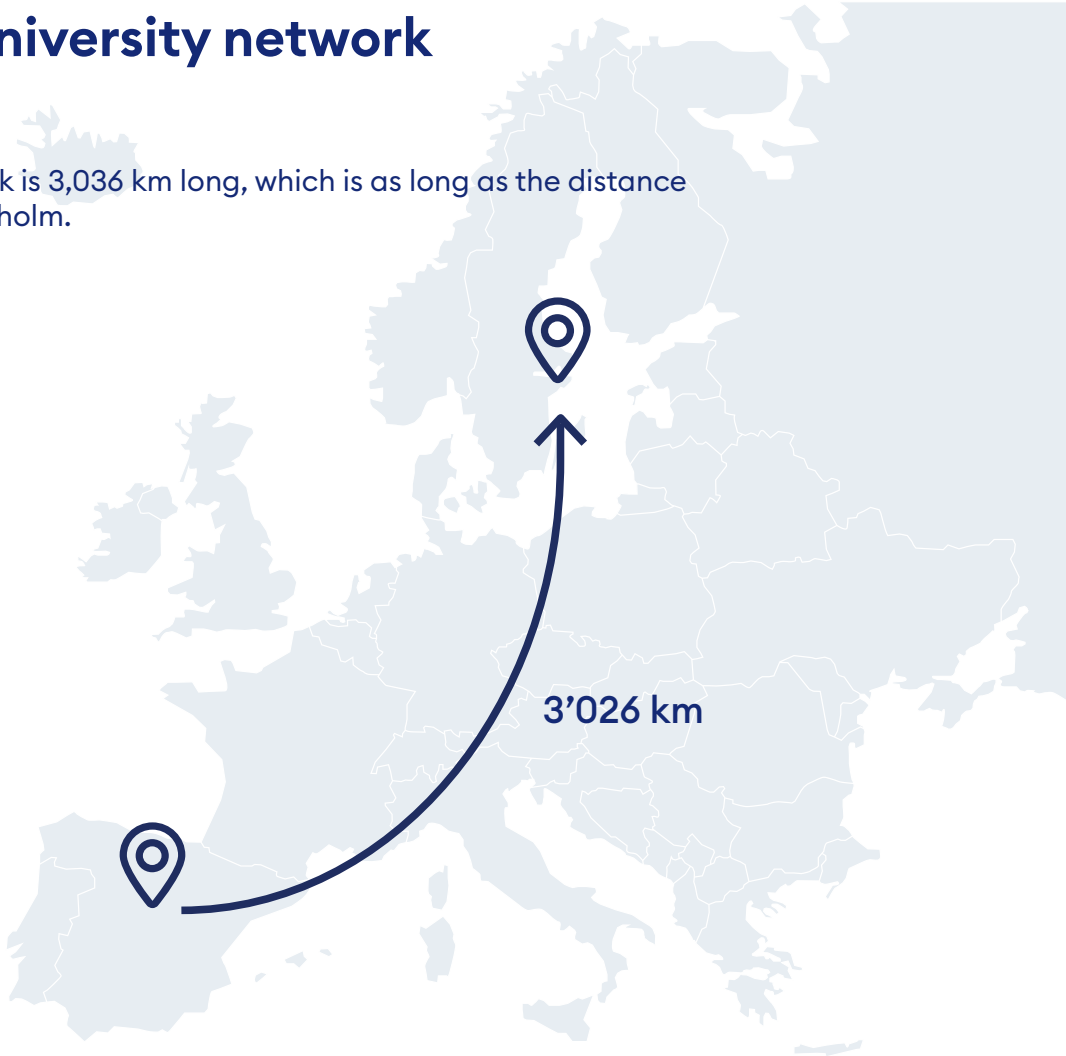 niversity network
k is 3,036 km long, which is as long as the distance
holm.
3’026 km